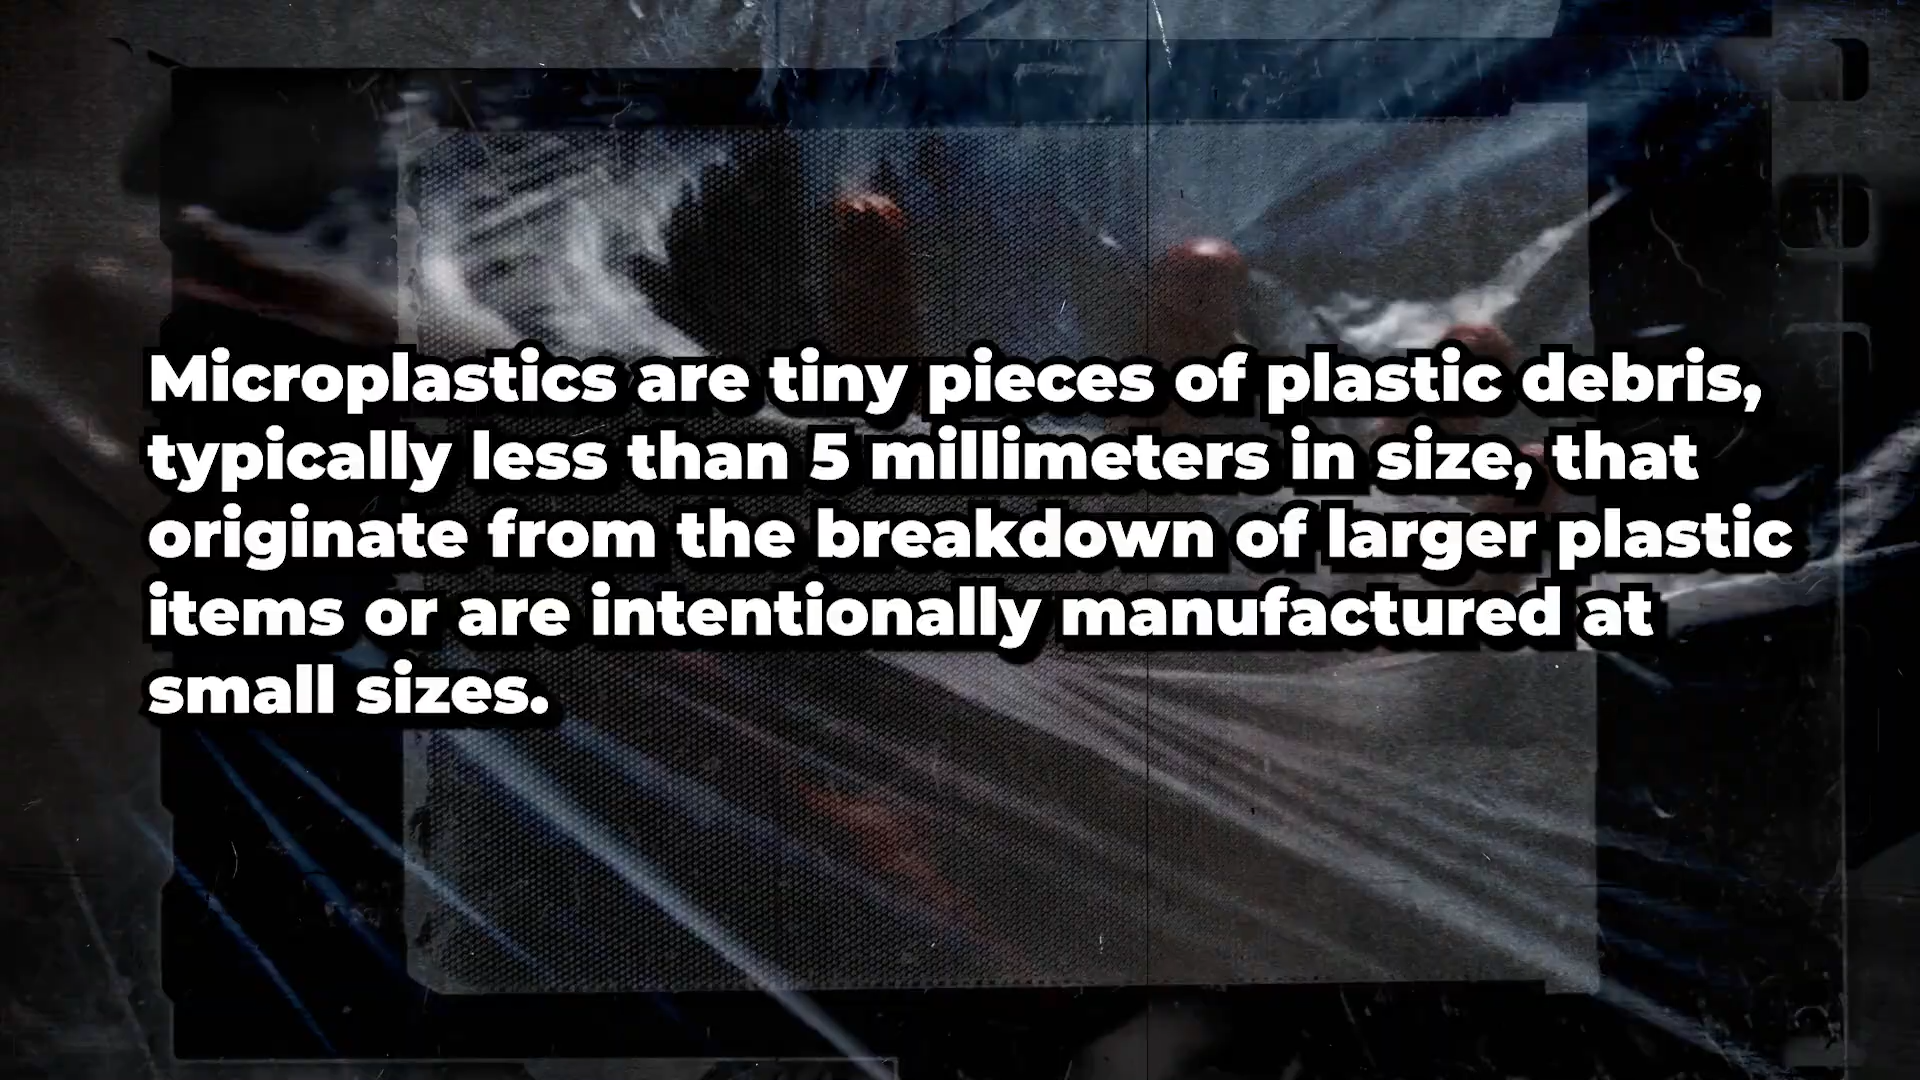 Microplastics are tiny pieces of plastic debris,
typically less than 5 millimeters in size, that
originate from the breakdown of larger plastic
items or are intentionally manufactured at
small sizes.